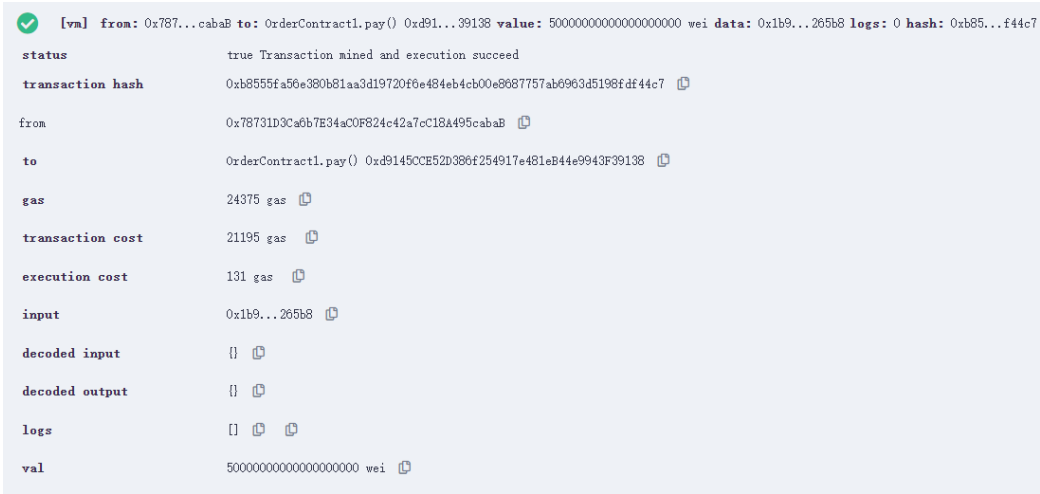 [vm] from: 0x787...cabaB to: OrderContract1.pay() 0xd91...39138 value: 50000000000000000000 wei data: 0x1b9...265b8 logs: 0 hash: 0xb85...f44c7
status true Transaction mined and execution succeed
transaction hash 0xb8555fa56e380b81aa3d19720f6e484eb4cb00e8687757ab6963d5198fdf44c7
from 0x78731D3Ca6b7E34aC0F824c42a7cC18A495cabaB
to OrderContract1.pay() 0xd9145CCE52D386f254917e481eB44e9943F39138
gas 24375 gas
transaction cost 21195 gas
execution cost 131 gas
input 0x1b9...265b8
decoded input {}
decoded output {}
logs []
val 50000000000000000000 wei